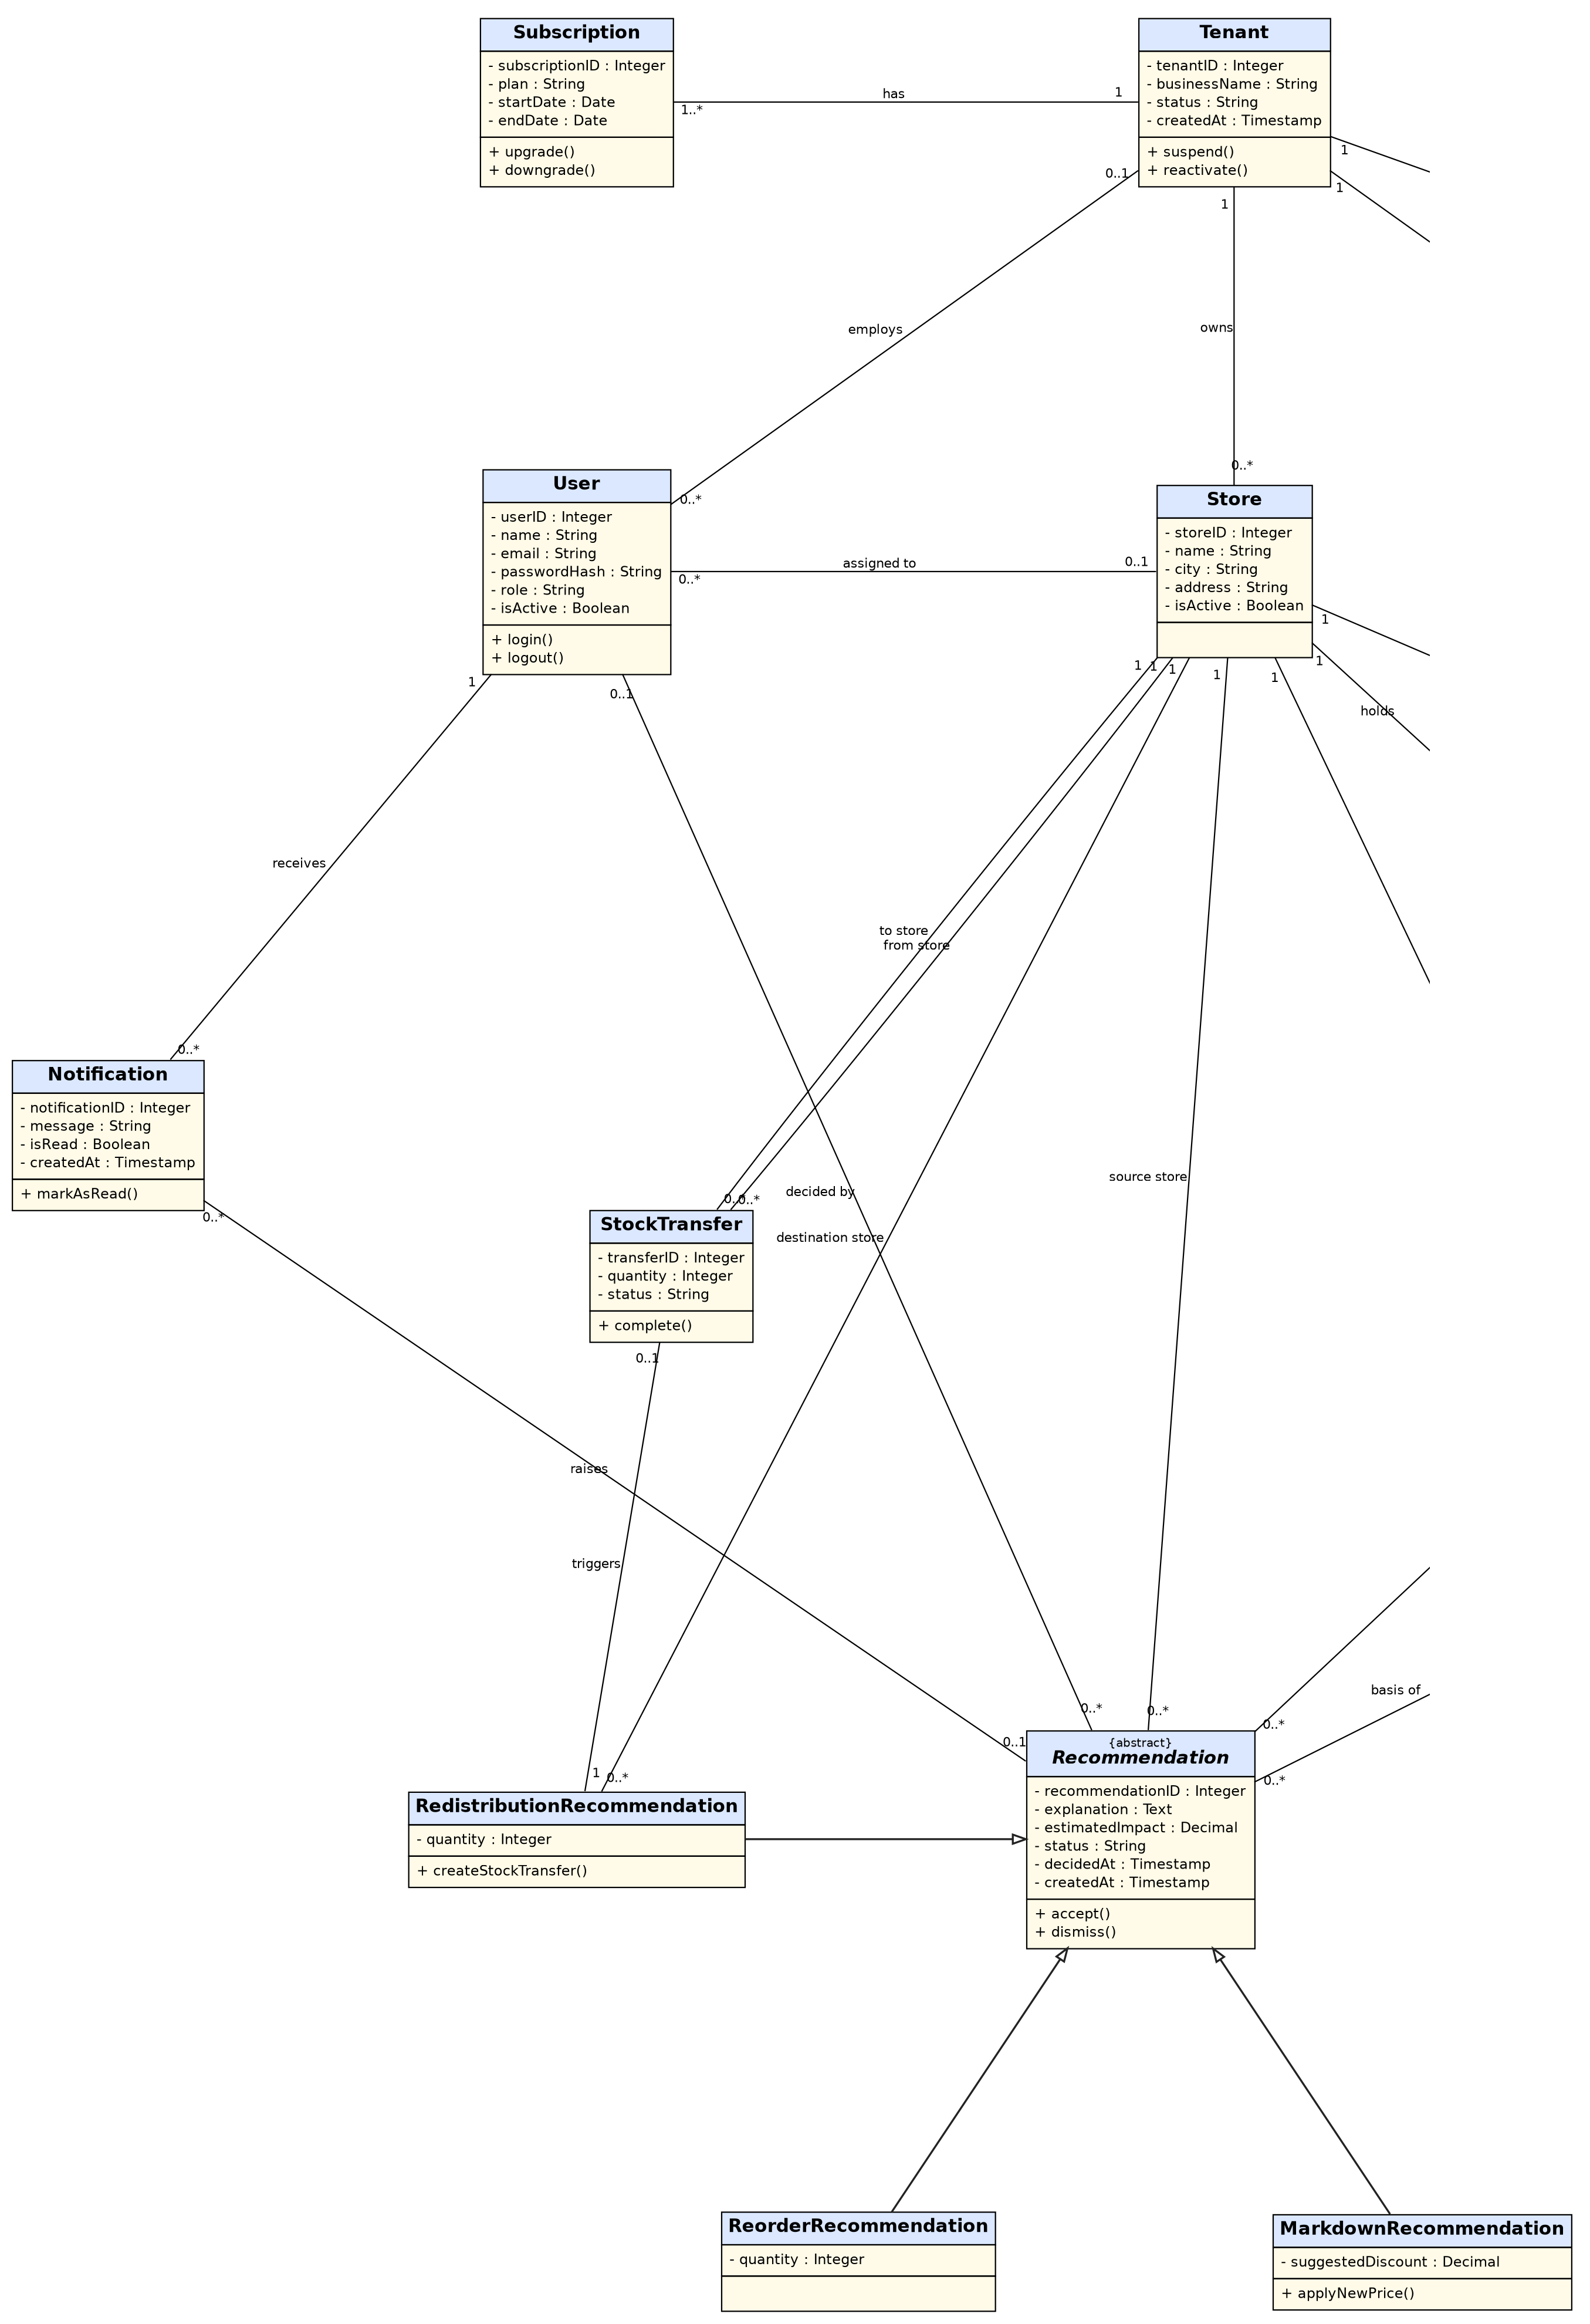 Subscription
- subscriptionID : Integer
- plan : String
- startDate : Date
- endDate : Date
+ upgrade()
+ downgrade()
has
1..*
1
Tenant
- tenantID : Integer
- businessName : String
- status : String
- createdAt : Timestamp
+ suspend()
+ reactivate()
1
1
0..1
1
employs
owns
0..*
0..*
User
- userID : Integer
- name : String
- email : String
- passwordHash : String
- role : String
- isActive : Boolean
+ login()
+ logout()
assigned to
0..*
0..1
Store
- storeID : Integer
- name : String
- city : String
- address : String
- isActive : Boolean
1
1
1
1
1
1
1
holds
1
0..1
receives
to store
from store
0..*
Notification
- notificationID : Integer
- message : String
- isRead : Boolean
- createdAt : Timestamp
+ markAsRead()
0..*
source store
decided by
destination store
0..*
0..*
StockTransfer
- transferID : Integer
- quantity : Integer
- status : String
+ complete()
0..1
raises
triggers
basis of
0..*
0..*
0..*
0..1
0..*
1
0..*
RedistributionRecommendation
- quantity : Integer
+ createStockTransfer()
{abstract}
Recommendation
- recommendationID : Integer
- explanation : Text
- estimatedImpact : Decimal
- status : String
- decidedAt : Timestamp
- createdAt : Timestamp
+ accept()
+ dismiss()
ReorderRecommendation
- quantity : Integer
MarkdownRecommendation
- suggestedDiscount : Decimal
+ applyNewPrice()